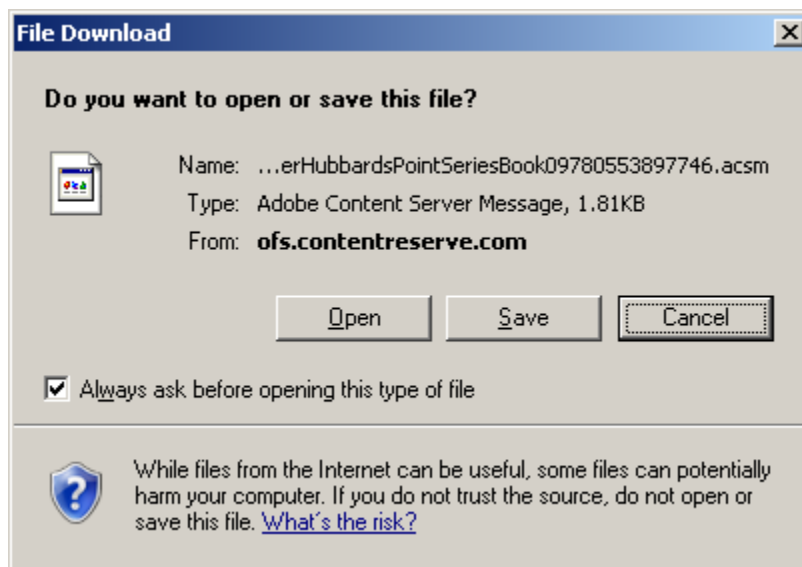 File Download
Do you want to open or save this file?
Name: ...erHubbardsPointSeriesBook09780553897746.acsm
Type: Adobe Content Server Message, 1.81KB
From: ofs.contentreserve.com
Open Save Cancel
Always ask before opening this type of file
While files from the Internet can be useful, some files can potentially
harm your computer. If you do not trust the source, do not open or
save this file. What's the risk?